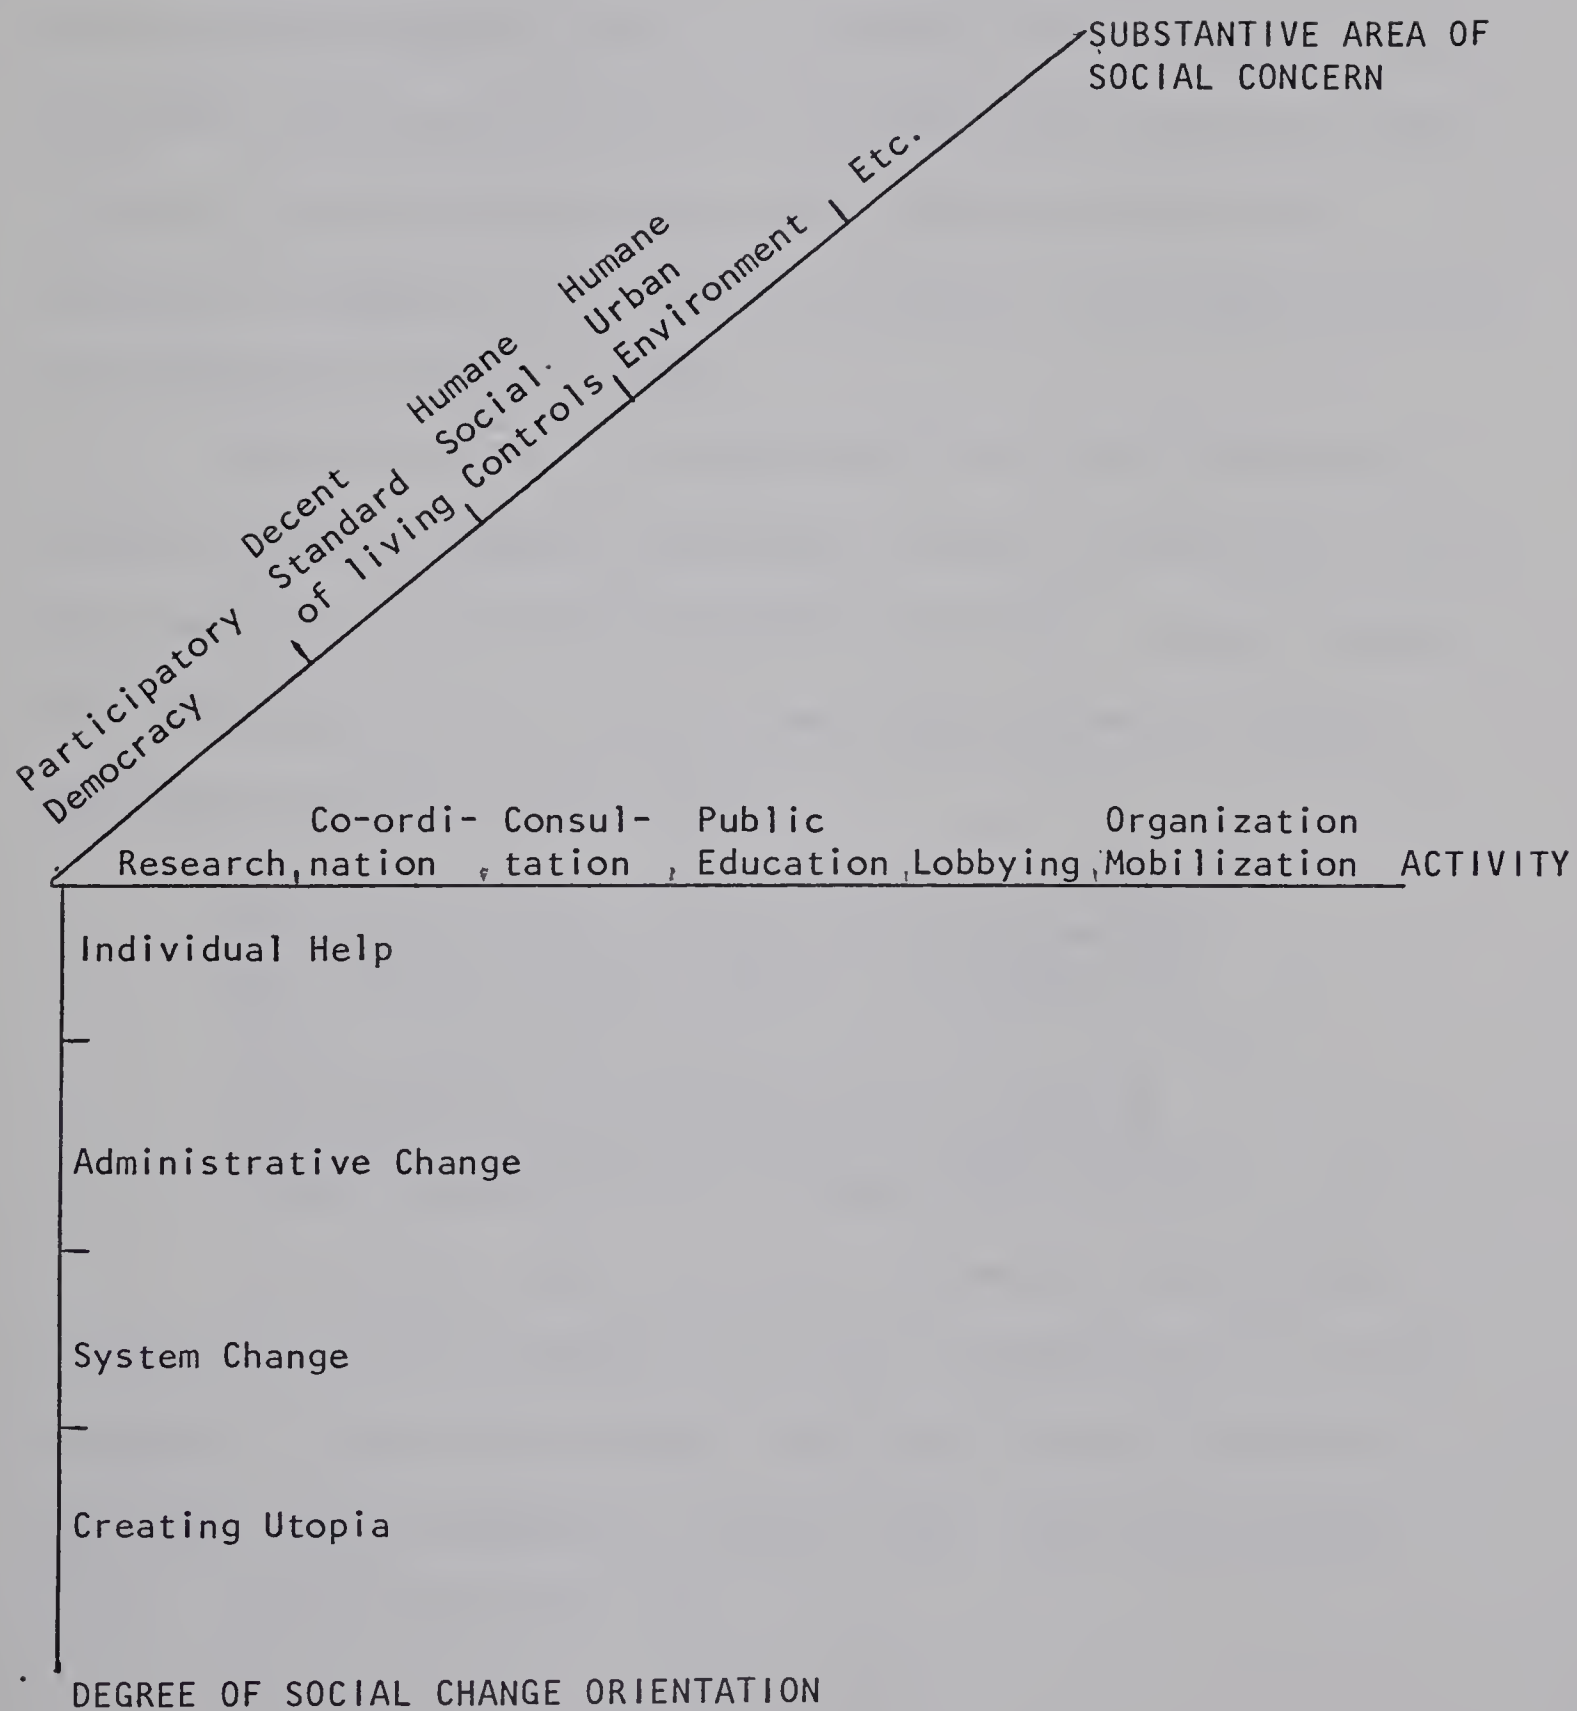 SUBSTANTIVE AREA OF
SOCIAL CONCERN
Etc.
Humane
Urban
Environment
Humane
Social.
Controls
Decent
Standard
of living
Participatory
Democracy
Co-ordi- Consul- Public Organization
Research, nation , tation , Education , Lobbying , Mobilization ACTIVITY
Individual Help
Administrative Change
System Change
Creating Utopia
DEGREE OF SOCIAL CHANGE ORIENTATION